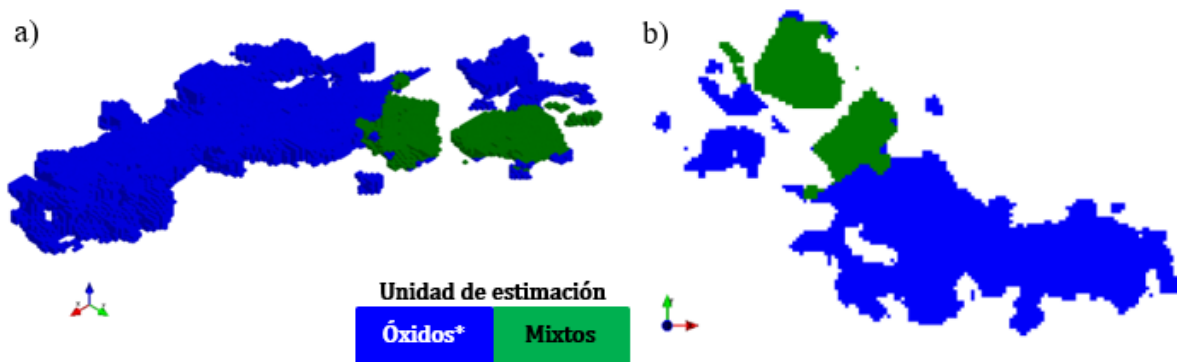 a)
b)
Unidad de estimación
Óxidos*
Mixtos